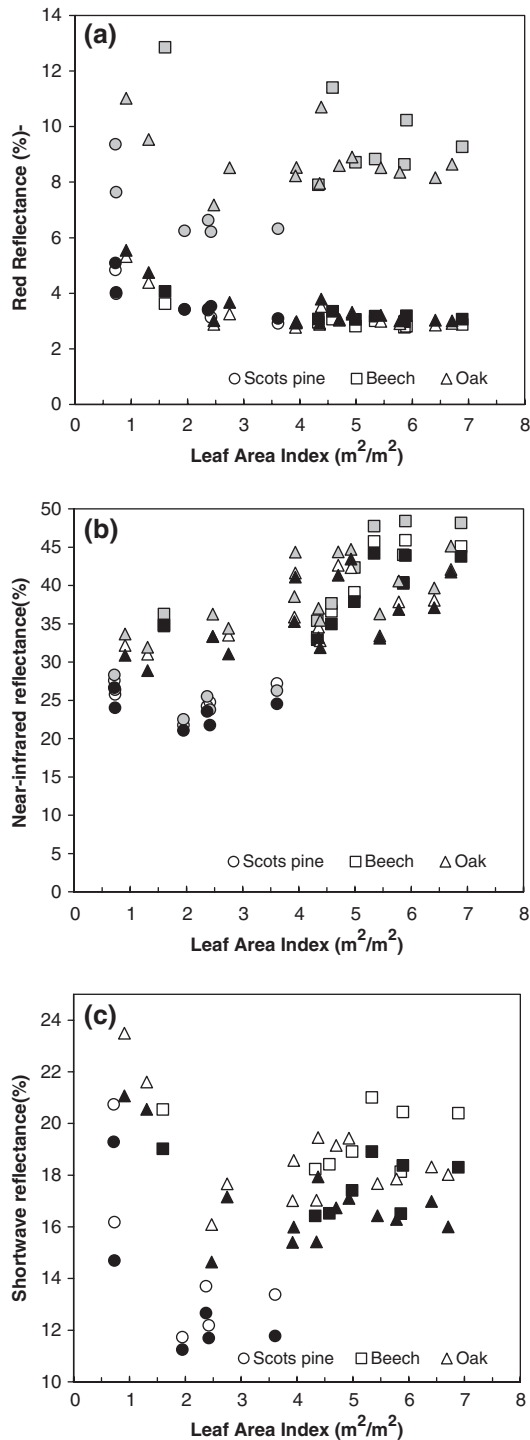 (a)
14
12
10
8
6
4
2
0
Red Reflectance (%)-
Scots pine Beech Oak
0 1 2 3 4 5 6 7 8
Leaf Area Index (m²/m²)
(b)
50
45
40
35
30
25
20
15
10
5
0
Near-infrared reflectance(%)
Scots pine Beech Oak
0 1 2 3 4 5 6 7 8
Leaf Area Index (m²/m²)
(c)
24
22
20
18
16
14
12
10
Shortwave reflectance(%)
Scots pine Beech Oak
0 1 2 3 4 5 6 7 8
Leaf Area Index (m²/m²)